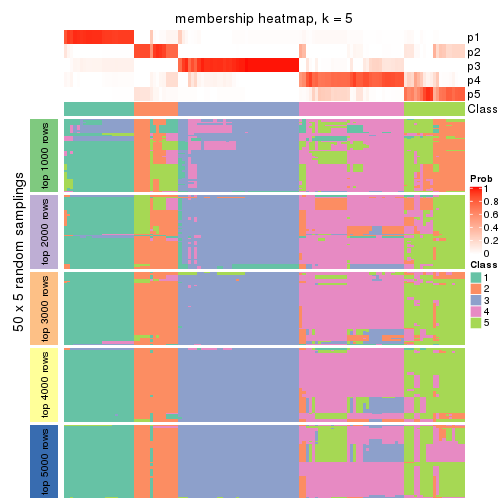 membership heatmap, k = 5
p1
p2
p3
p4
p5
Class
50 x 5 random samplings
top 1000 rows
top 2000 rows
top 3000 rows
top 4000 rows
top 5000 rows
Prob
1
0.8
0.6
0.4
0.2
0
Class
1
2
3
4
5